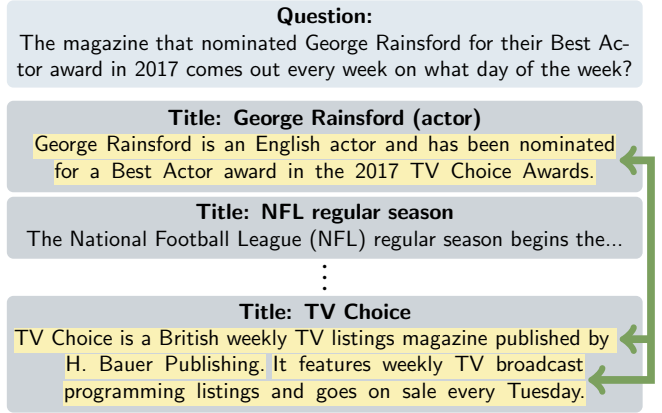 Question:
The magazine that nominated George Rainsford for their Best Ac-
tor award in 2017 comes out every week on what day of the week?
Title: George Rainsford (actor)
George Rainsford is an English actor and has been nominated
for a Best Actor award in the 2017 TV Choice Awards.
Title: NFL regular season
The National Football League (NFL) regular season begins the...
Title: TV Choice
TV Choice is a British weekly TV listings magazine published by
H. Bauer Publishing. It features weekly TV broadcast
programming listings and goes on sale every Tuesday.